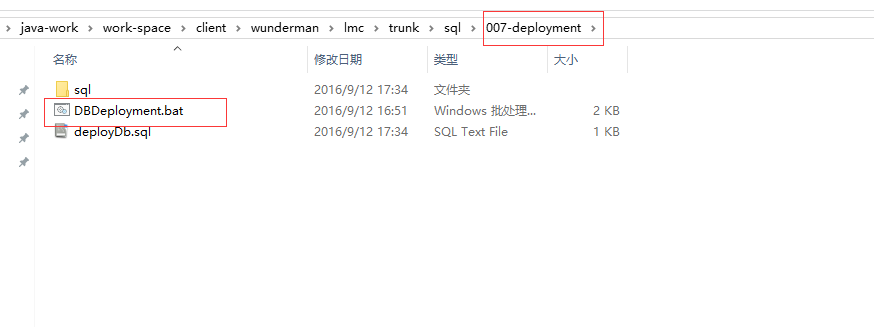 java-work > work-space > client > wunderman > lmc > trunk > sql > 007-deployment >
名称 修改日期 类型 大小
sql 2016/9/12 17:34 文件夹
DBDeployment.bat 2016/9/12 16:51 Windows 批处理... 2 KB
deployDb.sql 2016/9/12 17:34 SQL Text File 1 KB